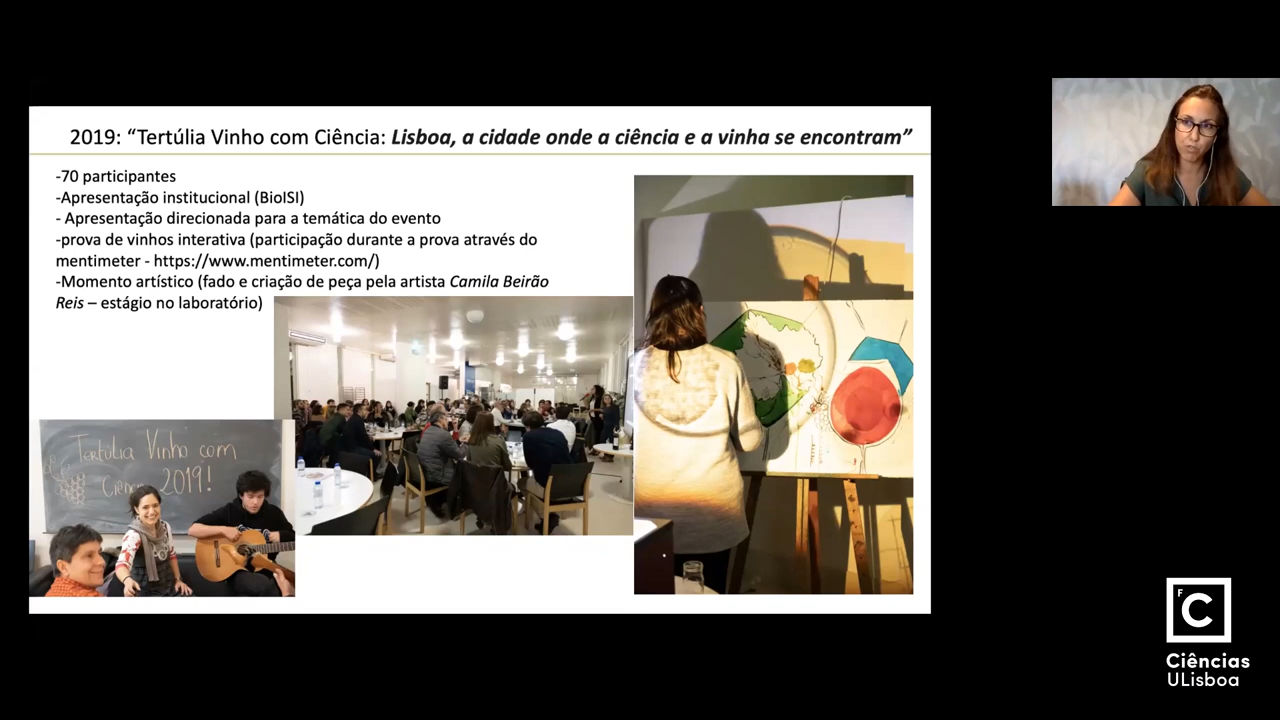 2019: “Tertúlia Vinho com Ciência: Lisboa, a cidade onde a ciência e a vinha se encontram”
-70 participantes
-Apresentação institucional (BioISI)
- Apresentação direcionada para a temática do evento
-prova de vinhos interativa (participação durante a prova através do
mentimeter - https://www.mentimeter.com/)
-Momento artístico (fado e criação de peça pela artista Camila Beirão
Reis – estágio no laboratório)
Tertúlia Vinho com
2019!
F
C
Ciências
ULisboa